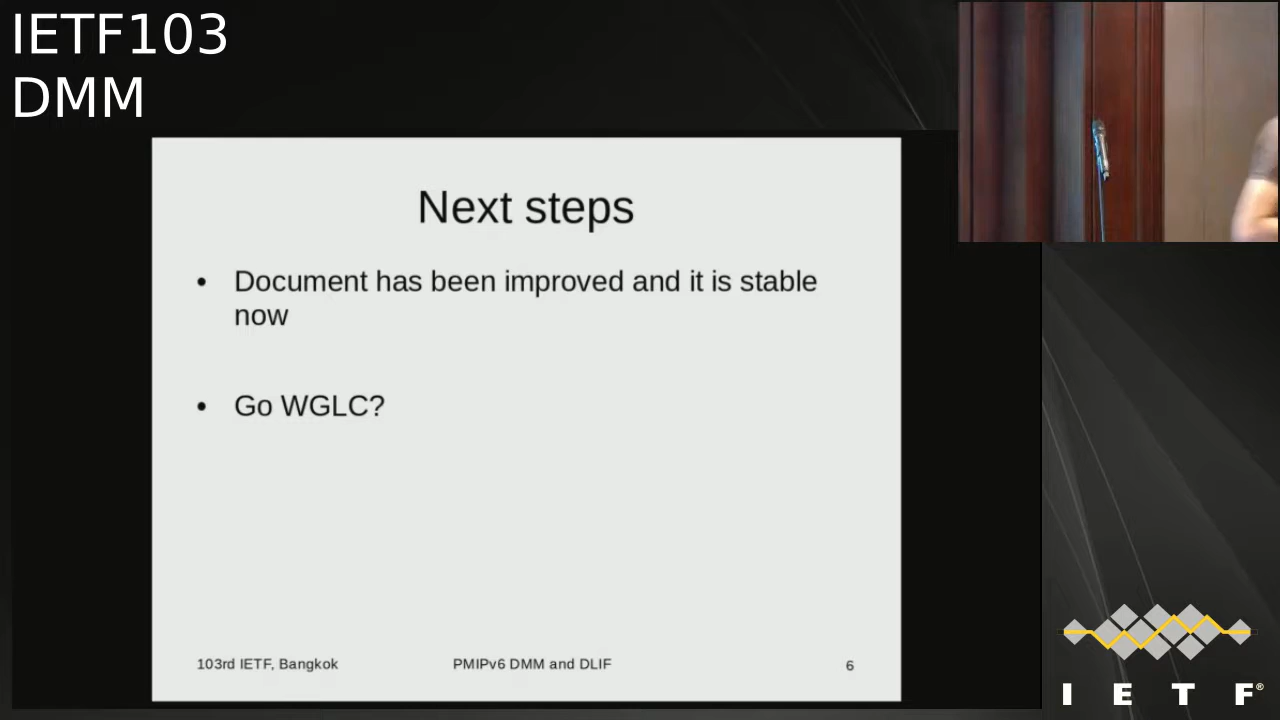 IETF103
DMM
Next steps
• Document has been improved and it is stable
now
• Go WGLC?
103rd IETF, Bangkok
PMIPv6 DMM and DLIF
6
I E T F®